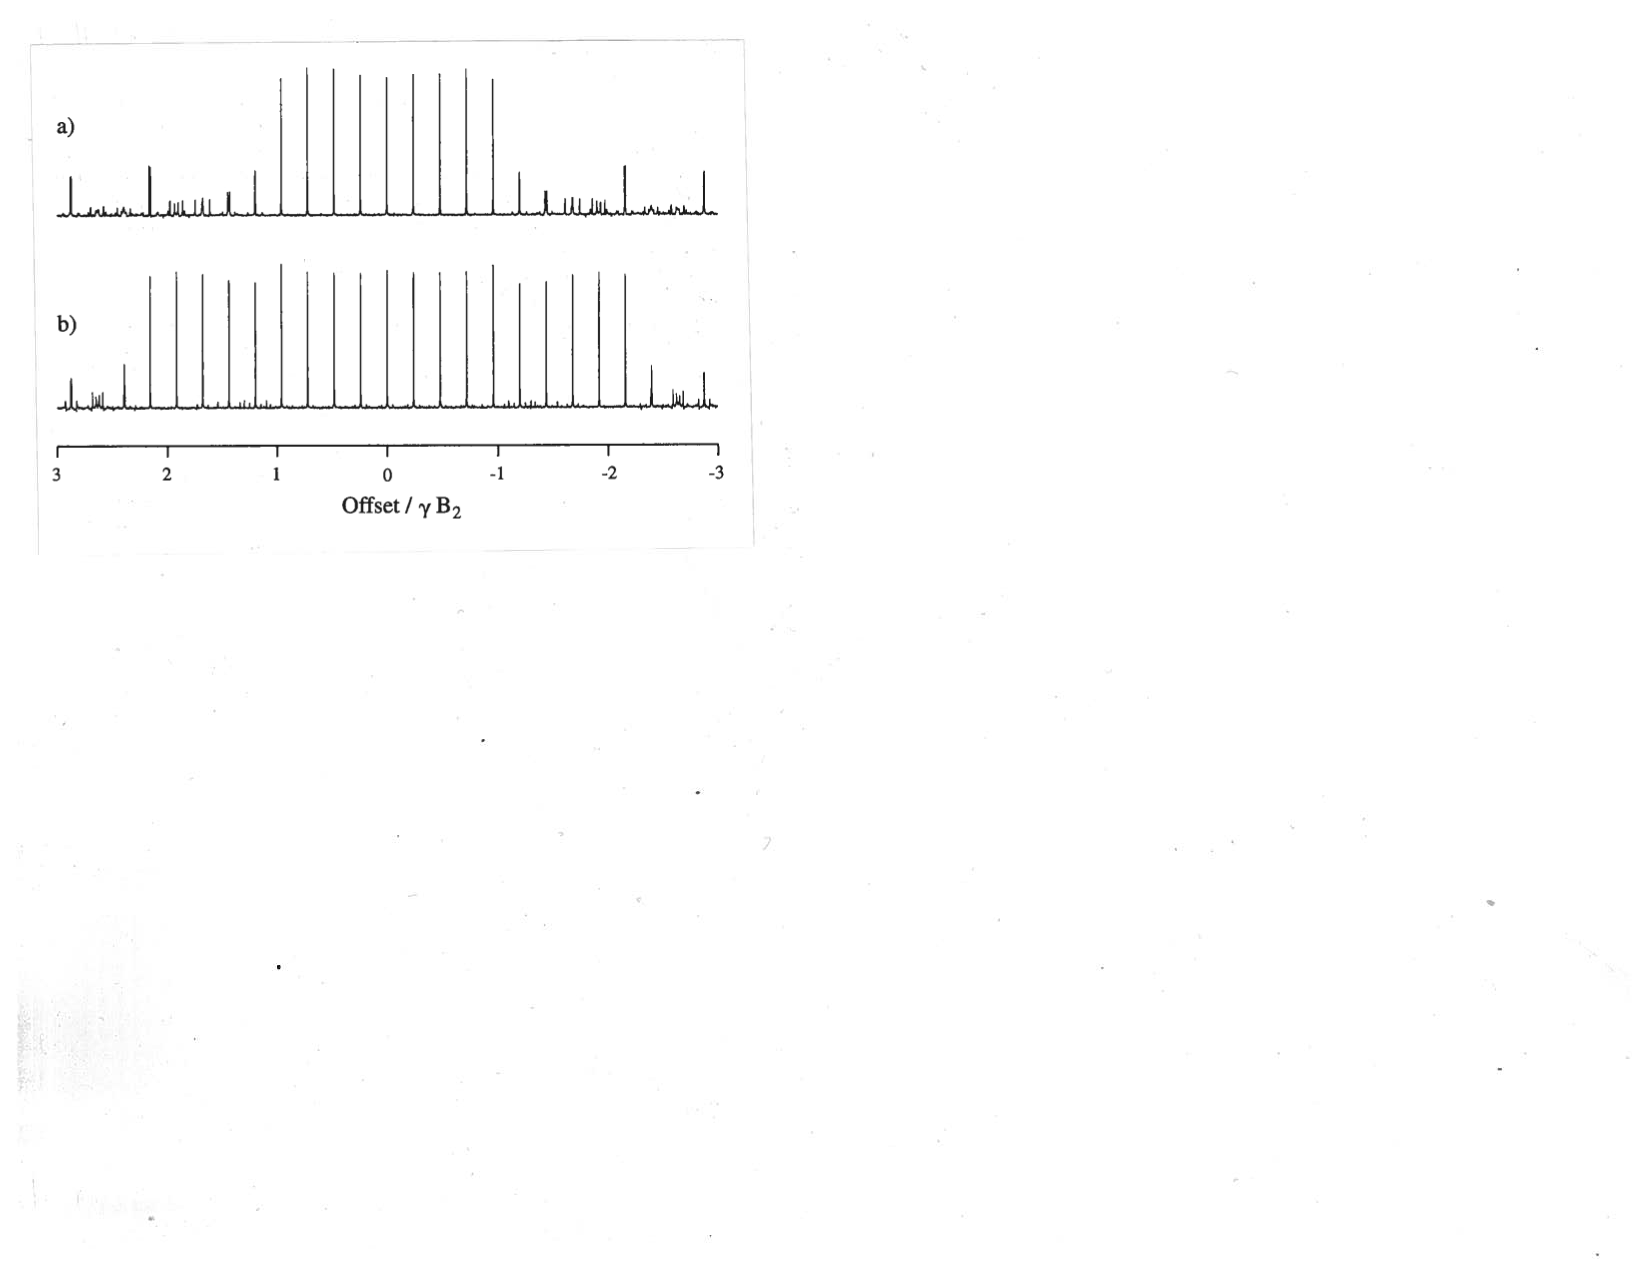 a)
b)
3 2 1 0 -1 -2 -3
Offset / γ B₂